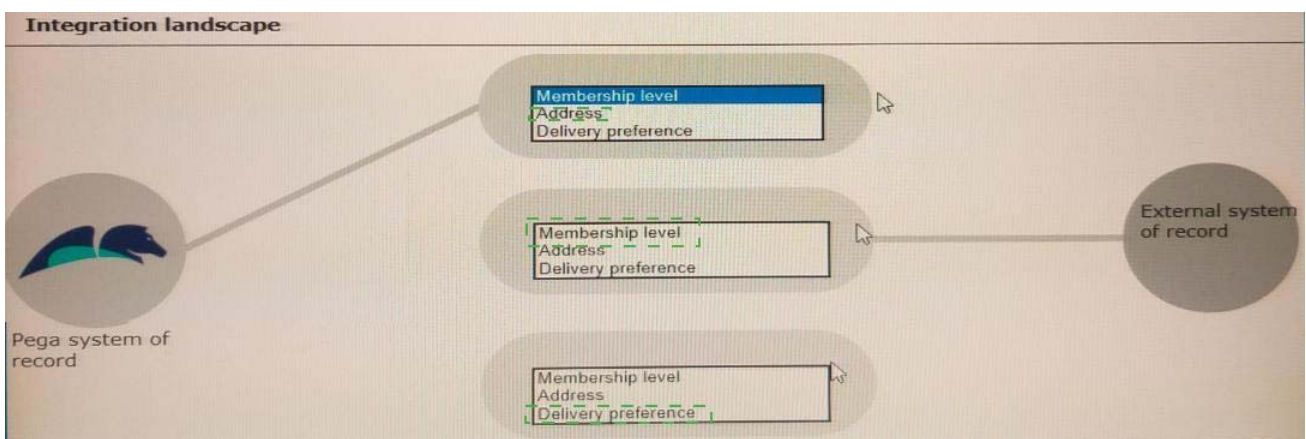 Integration landscape
Membership level
Address
Delivery preference
Membership level
Address
Delivery preference
External system
of record
Pega system of
record
Membership level
Address
Delivery preference